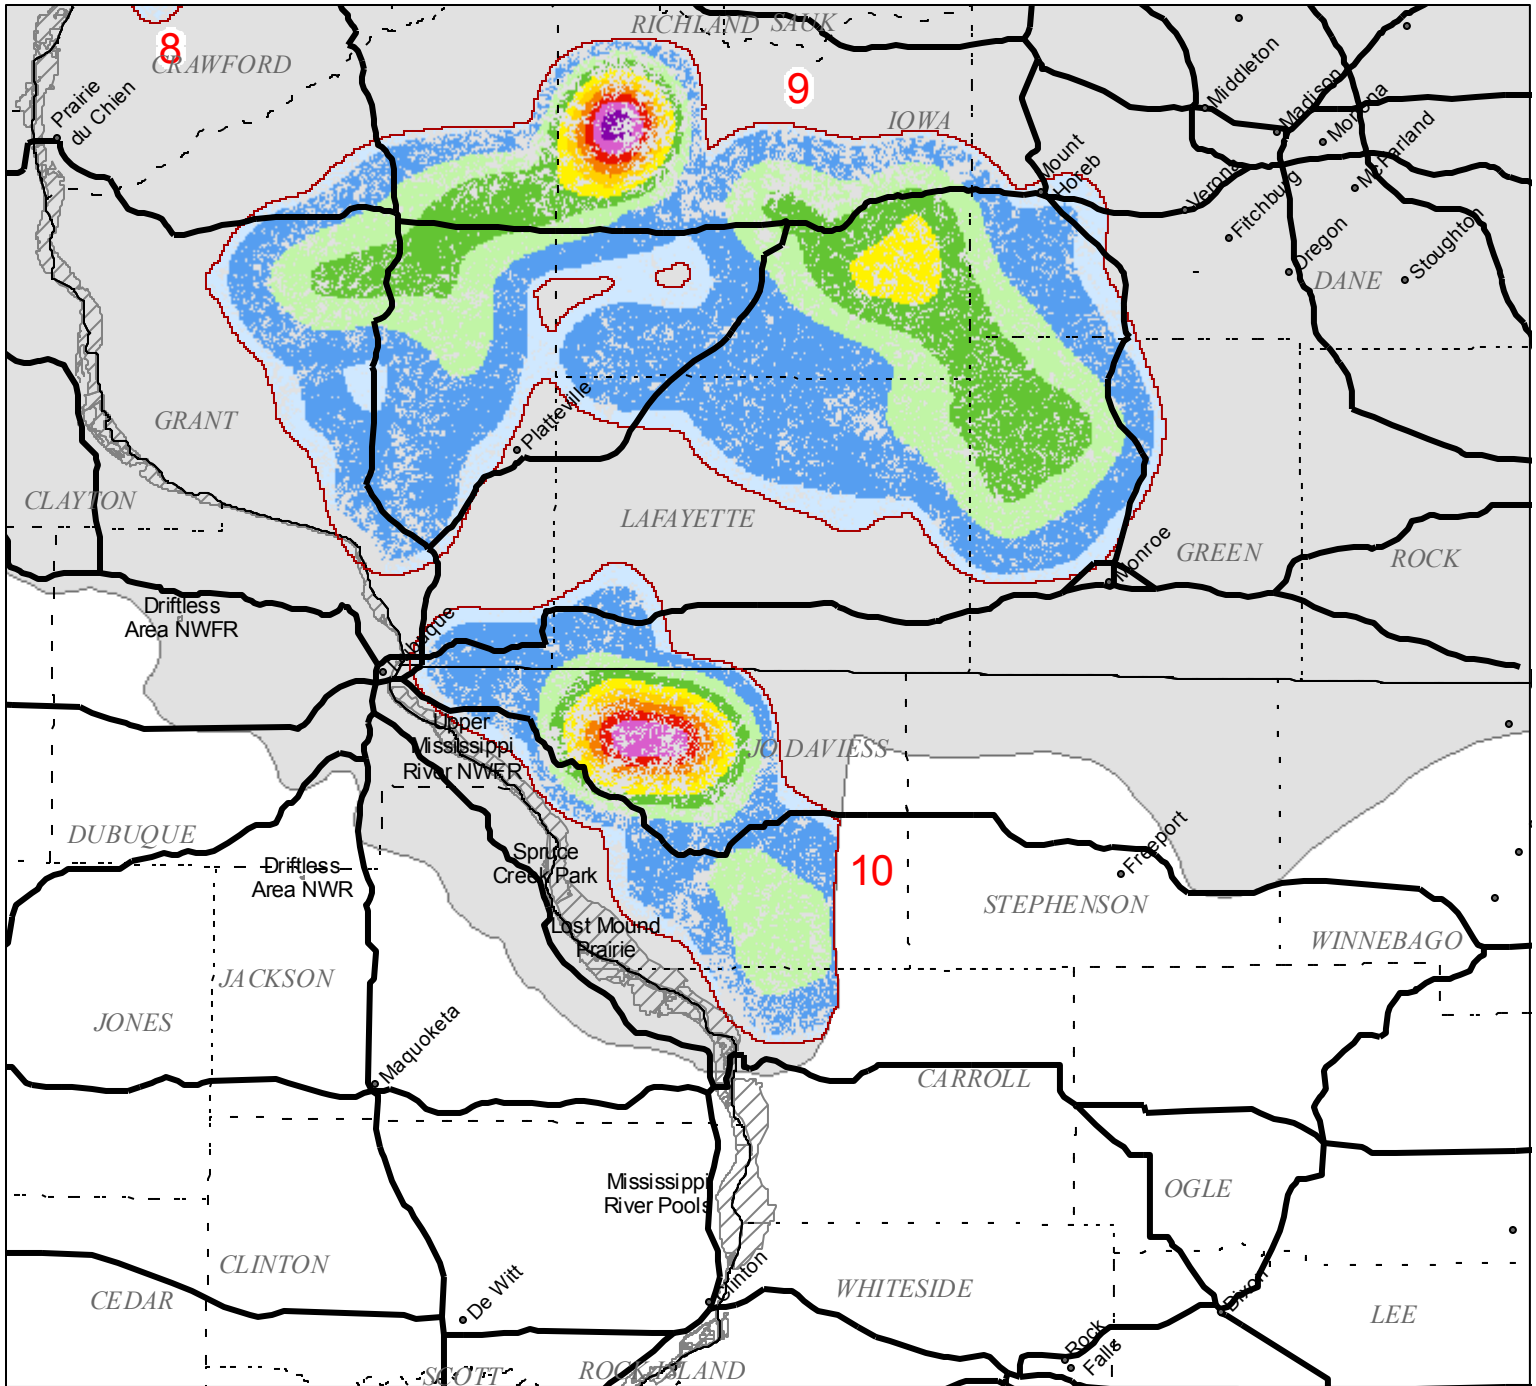 RICHLAND
SAUK
8
CRAWFORD
9
IOWA
Prairie
du Chien
Middleton
Madison
Monona
McFarland
Mount
Horeb
Verona
Fitchburg
Oregon
Stoughton
DANE
GRANT
Platteville
CLAYTON
LAFAYETTE
Monroe
GREEN
ROCK
Driftless
Area NWFR
Dubuque
Upper
Mississippi
River NWFR
JO DAVIESS
DUBUQUE
Driftless
Area NWR
Spruce
Creek Park
10
Freeport
STEPHENSON
Lost Mound
Prairie
WINNEBAGO
JACKSON
JONES
Maquoketa
CARROLL
Mississippi
River Pools
OGLE
CLINTON
CEDAR
De Witt
Clinton
WHITESIDE
Dixon
LEE
Rock
Falls
SCOTT
ROCK ISLAND